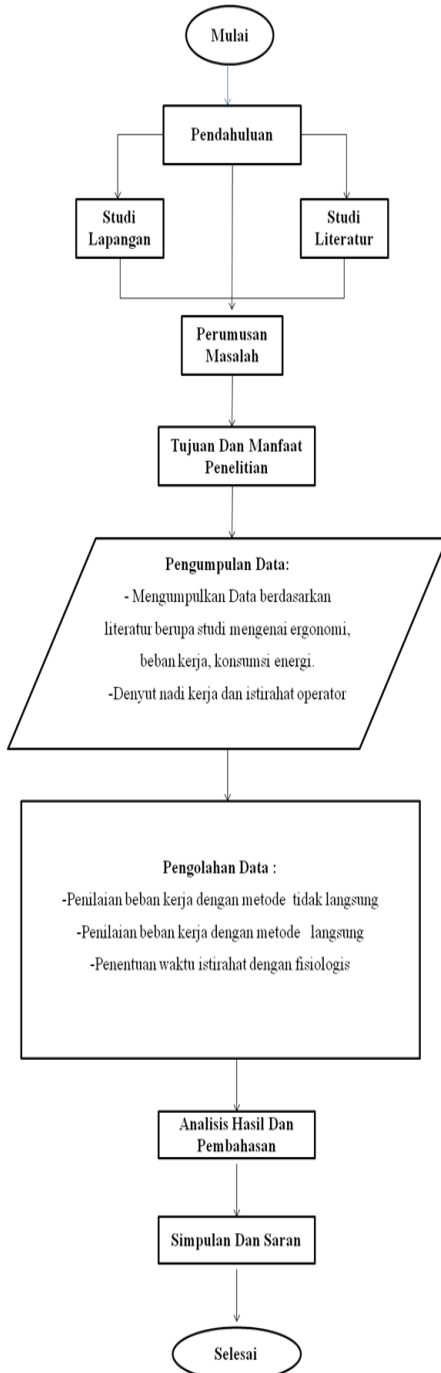 Mulai
Pendahuluan
Studi
Lapangan
Studi
Literatur
Perumusan
Masalah
Tujuan Dan Manfaat
Penelitian
Pengumpulan Data:
- Mengumpulkan Data berdasarkan
literatur berupa studi mengenai ergonomi,
beban kerja, konsumsi energi.
-Denyut nadi kerja dan istirahat operator
Pengolahan Data :
-Penilaian beban kerja dengan metode tidak langsung
-Penilaian beban kerja dengan metode langsung
-Penentuan waktu istirahat dengan fisiologis
Analisis Hasil Dan
Pembahasan
Simpulan Dan Saran
Selesai